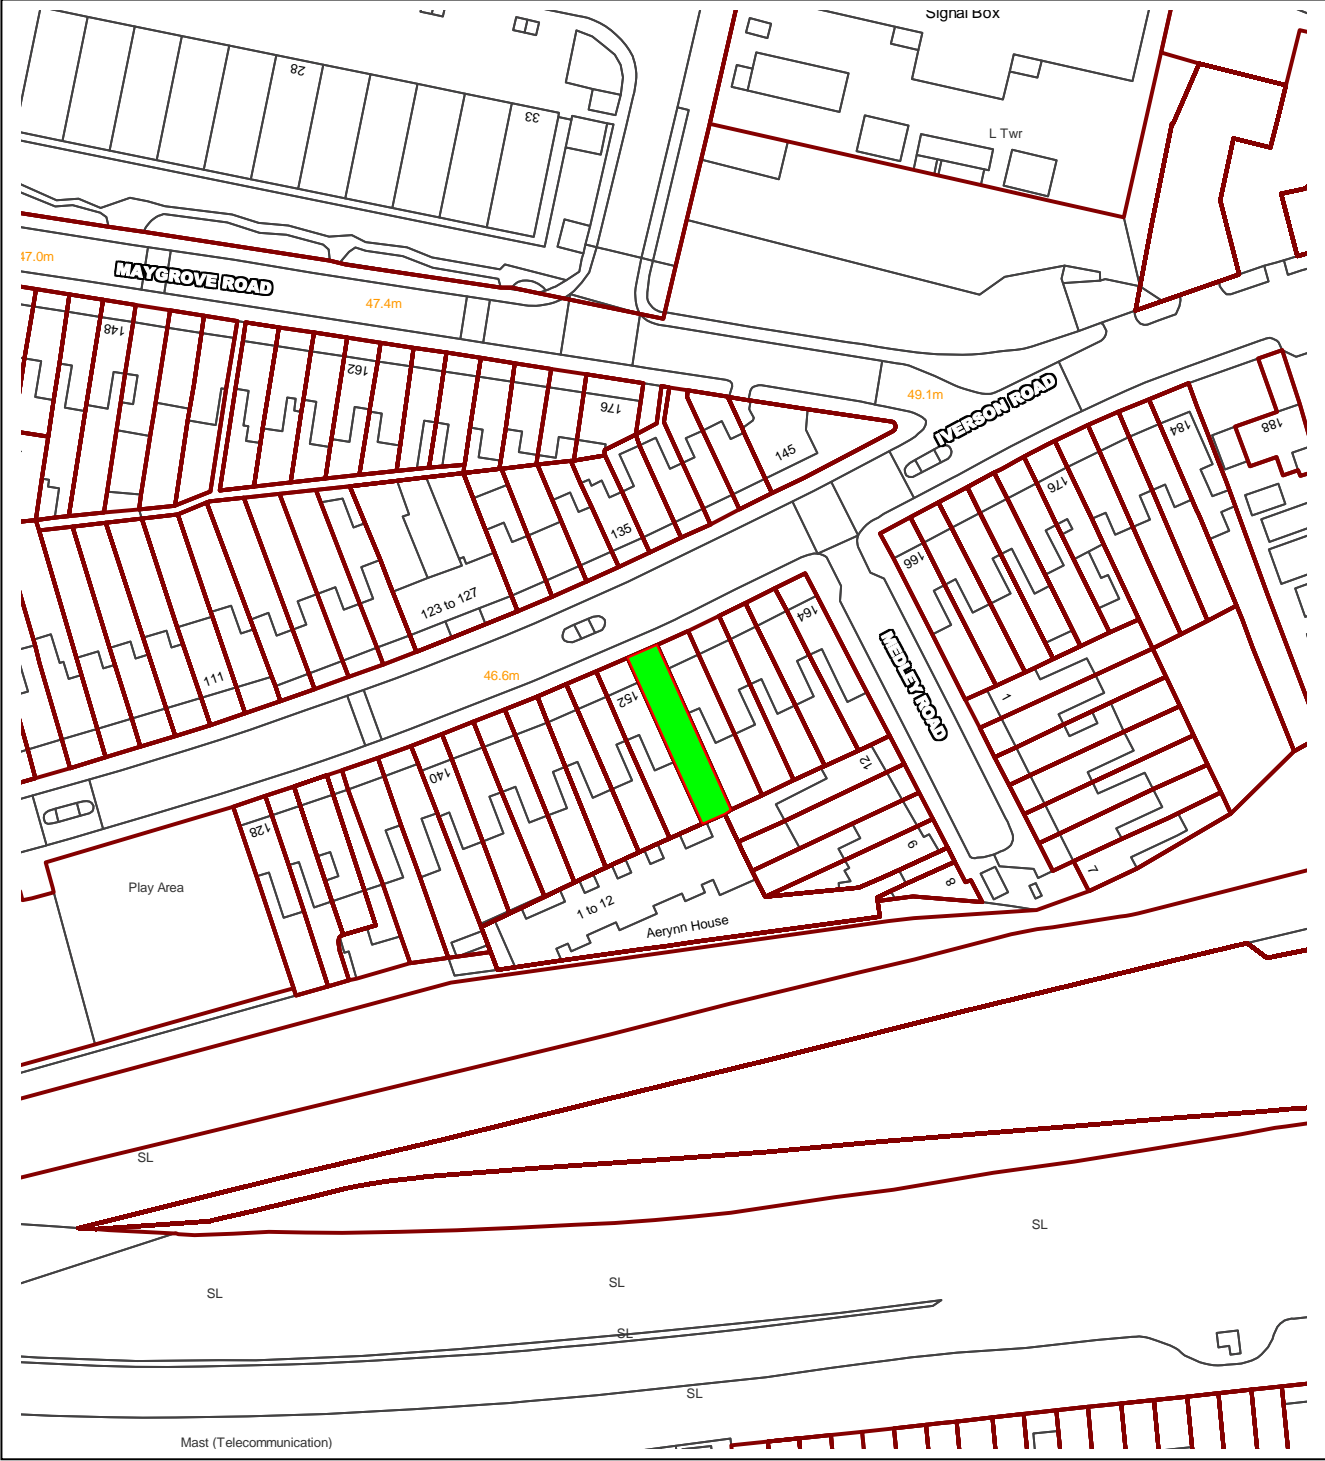 Signal Box
28
33
L Twr
47.0m
MAYGROVE ROAD
47.4m
148
162
176
49.1m
IVERSON ROAD
145
184
188
176
135
166
123 to 127
164
111
46.6m
152
MEDLEY ROAD
1
140
12
128
6
7
8
Play Area
1 to 12
Aerynn House
SL
SL
SL
SL
SL
SL
Mast (Telecommunication)